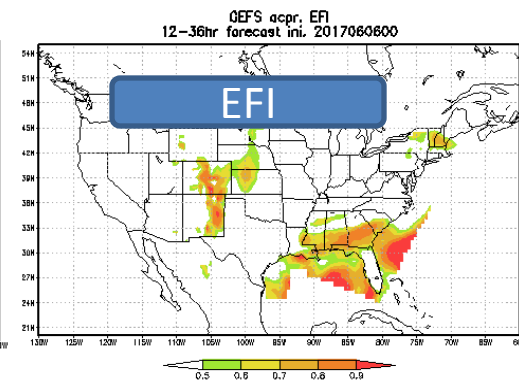 GEFS acpr. EFI
12-36hr forecast ini. 2017060600
EFI
54N
51N
48N
45N
42N
39N
36N
33N
30N
27N
24N
21N
W
130W 125W 120W 115W 110W 105W 100W 95W 90W 85W 80W 75W 70W 65W 60
0.5 0.6 0.7 0.8 0.9